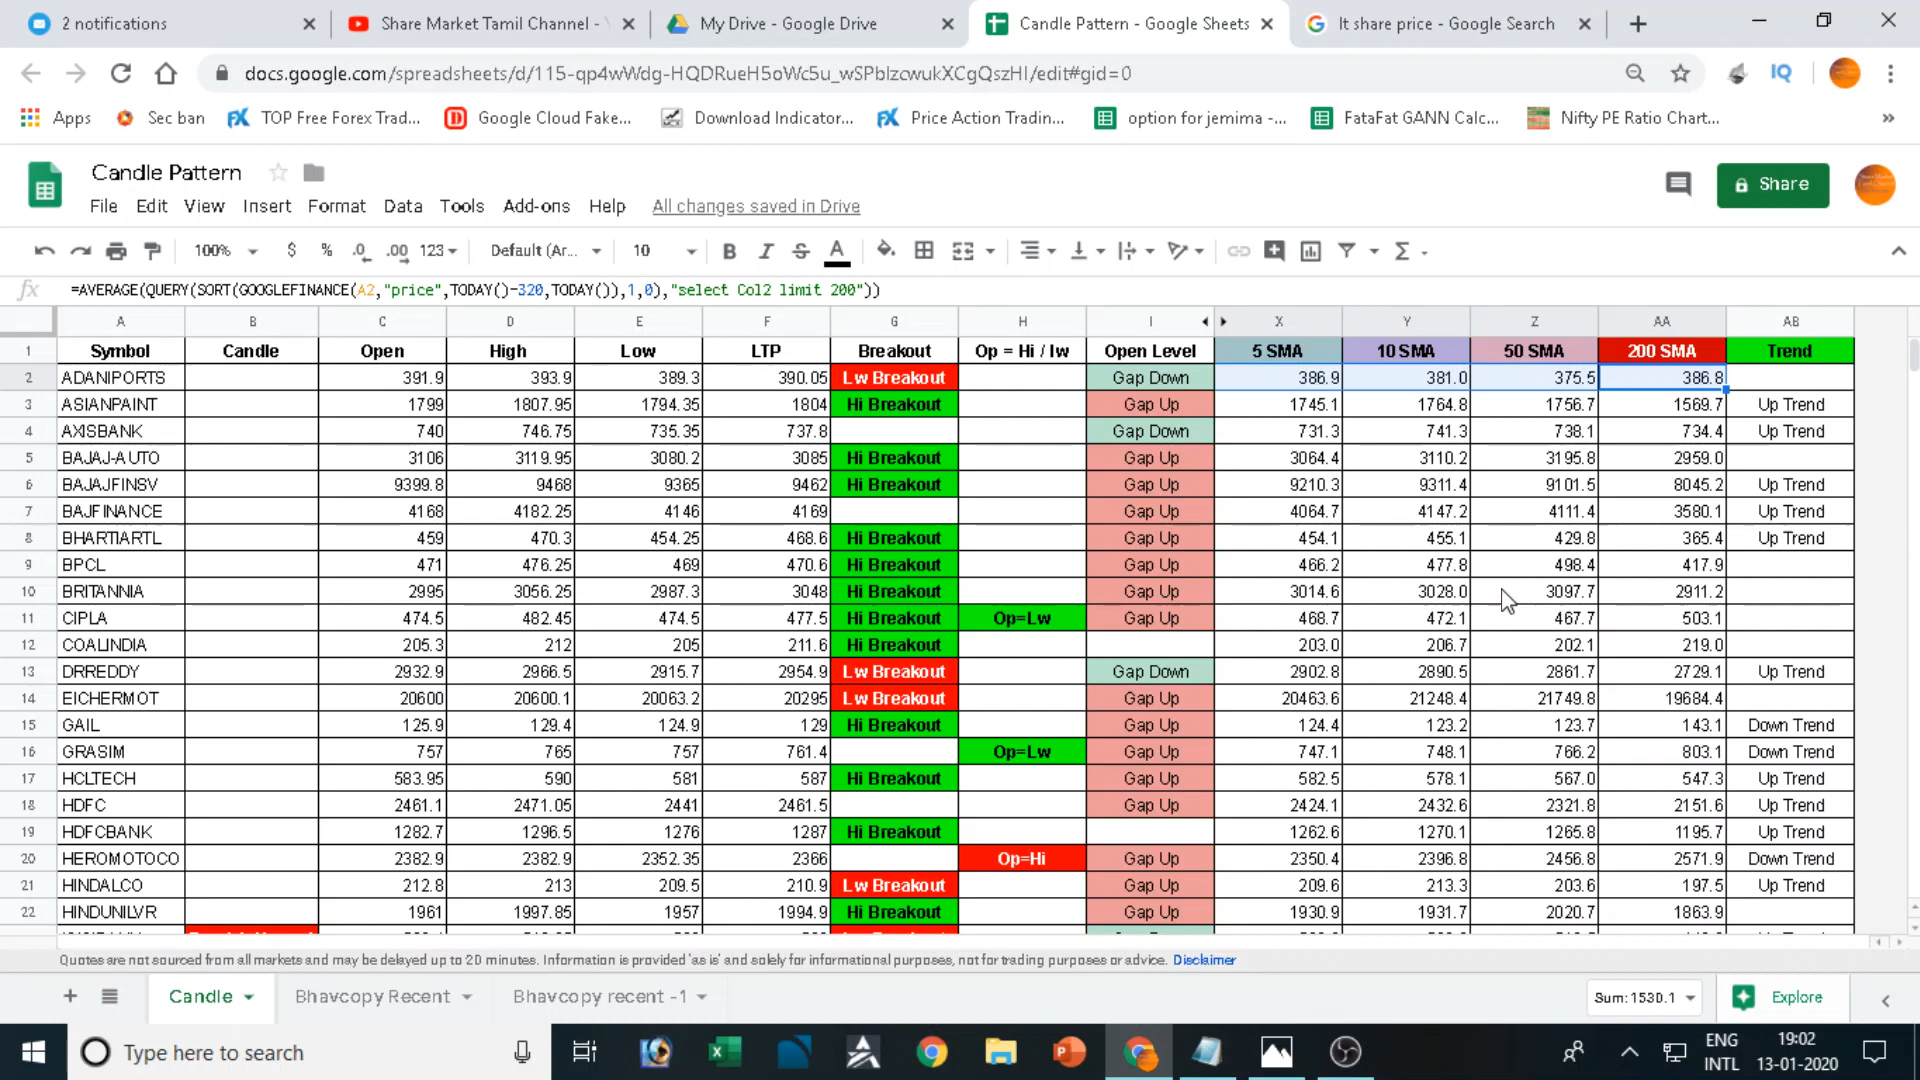 2 notifications
Share Market Tamil Channel -
My Drive - Google Drive
Candle Pattern - Google Sheets
lt share price - Google Search
docs.google.com/spreadsheets/d/115-qp4wWdg-HQDRueH5oWc5u_wSPblzcwukXCgQszHI/edit#gid=0
IQ
Apps
Sec ban
TOP Free Forex Trad...
Google Cloud Fake...
Download Indicator...
Price Action Tradin...
option for jemima -...
FataFat GANN Calc...
Nifty PE Ratio Chart...
Candle Pattern
Share
File Edit View Insert Format Data Tools Add-ons Help All changes saved in Drive
100% $ % .0 .00 123 Default (Ar... 10 B I S A
fx =AVERAGE(QUERY(SORT(GOOGLEFINANCE(A2,"price",TODAY()-320,TODAY()),1,0),"select Col2 limit 200"))
A B C D E F G H I X Y Z AA AB
1 Symbol Candle Open High Low LTP Breakout Op = Hi / lw Open Level 5 SMA 10 SMA 50 SMA 200 SMA Trend
2 ADANIPORTS 391.9 393.9 389.3 390.05 Lw Breakout Gap Down 386.9 381.0 375.5 386.8
3 ASIANPAINT 1799 1807.95 1794.35 1804 Hi Breakout Gap Up 1745.1 1764.8 1756.7 1569.7 Up Trend
4 AXISBANK 740 746.75 735.35 737.8 Gap Down 731.3 741.3 738.1 734.4 Up Trend
5 BAJAJ-AUTO 3106 3119.95 3080.2 3085 Hi Breakout Gap Up 3064.4 3110.2 3195.8 2959.0
6 BAJAJFINSV 9399.8 9468 9365 9462 Hi Breakout Gap Up 9210.3 9311.4 9101.5 8045.2 Up Trend
7 BAJFINANCE 4168 4182.25 4146 4169 Gap Up 4064.7 4147.2 4111.4 3580.1 Up Trend
8 BHARTIARTL 459 470.3 454.25 468.6 Hi Breakout Gap Up 454.1 455.1 429.8 365.4 Up Trend
9 BPCL 471 476.25 469 470.6 Hi Breakout Gap Up 466.2 477.8 498.4 417.9
10 BRITANNIA 2995 3056.25 2987.3 3048 Hi Breakout Gap Up 3014.6 3028.0 3097.7 2911.2
11 CIPLA 474.5 482.45 474.5 477.5 Hi Breakout Op=Lw Gap Up 468.7 472.1 467.7 503.1
12 COALINDIA 205.3 212 205 211.6 Hi Breakout 203.0 206.7 202.1 219.0
13 DRREDDY 2932.9 2966.5 2915.7 2954.9 Lw Breakout Gap Down 2902.8 2890.5 2861.7 2729.1 Up Trend
14 EICHERMOT 20600 20600.1 20063.2 20295 Lw Breakout Gap Up 20463.6 21248.4 21749.8 19684.4
15 GAIL 125.9 129.4 124.9 129 Hi Breakout Gap Up 124.4 123.2 123.7 143.1 Down Trend
16 GRASIM 757 765 757 761.4 Op=Lw Gap Up 747.1 748.1 766.2 803.1 Down Trend
17 HCLTECH 583.95 590 581 587 Hi Breakout Gap Up 582.5 578.1 567.0 547.3 Up Trend
18 HDFC 2461.1 2471.05 2441 2461.5 Gap Up 2424.1 2432.6 2321.8 2151.6 Up Trend
19 HDFCBANK 1282.7 1296.5 1276 1287 Hi Breakout 1262.6 1270.1 1265.8 1195.7 Up Trend
20 HEROMOTOCO 2382.9 2382.9 2352.35 2366 Op=Hi Gap Up 2350.4 2396.8 2456.8 2571.9 Down Trend
21 HINDALCO 212.8 213 209.5 210.9 Lw Breakout Gap Up 209.6 213.3 203.6 197.5 Up Trend
22 HINDUNILVR 1961 1997.85 1957 1994.9 Hi Breakout Gap Up 1930.9 1931.7 2020.7 1863.9
Quotes are not sourced from all markets and may be delayed up to 20 minutes. Information is provided 'as is' and solely for informational purposes, not for trading purposes or advice. Disclaimer
Candle
Bhavcopy Recent
Bhavcopy recent -1
Sum:1530.1
Explore
Type here to search
ENG
INTL
19:02
13-01-2020